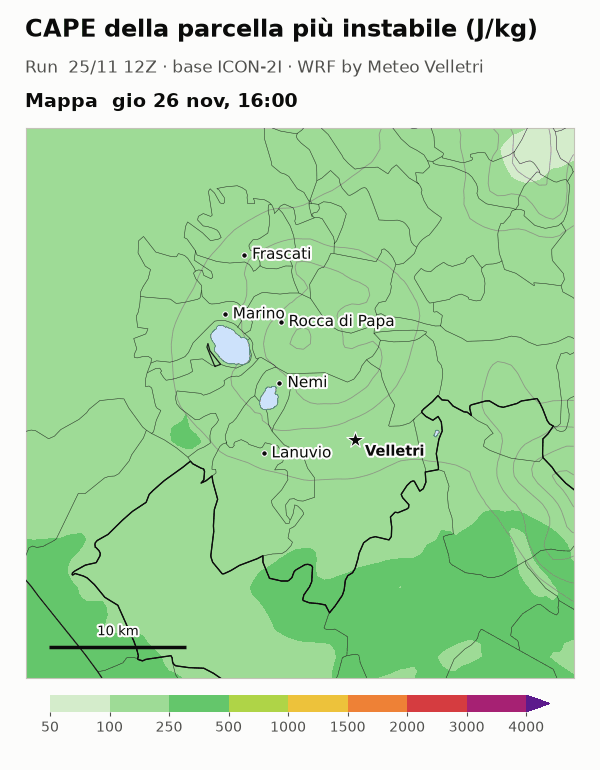 CAPE della parcella più instabile (J/kg)
Run  25/11 12Z · base ICON-2I · WRF by Meteo Velletri
Mappa  gio 26 nov, 16:00
Frascati
Marino
Rocca di Papa
Nemi
Velletri
Lanuvio
10 km
50 100 250 500 1000 1500 2000 3000 4000